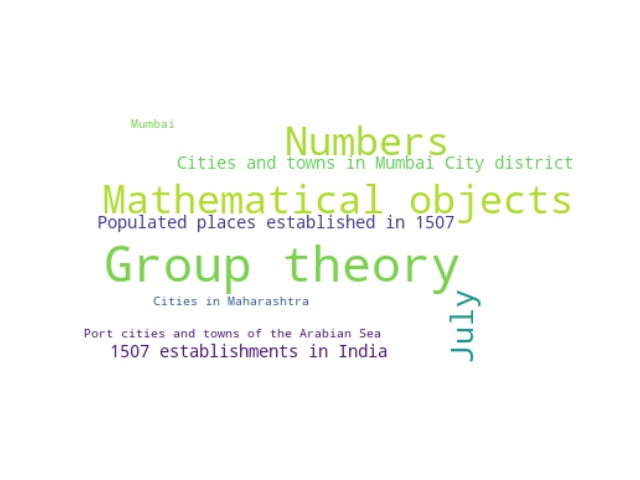 Mumbai
Numbers
Cities and towns in Mumbai City district
Mathematical objects
Populated places established in 1507
Group theory
Cities in Maharashtra
July
Port cities and towns of the Arabian Sea
1507 establishments in India